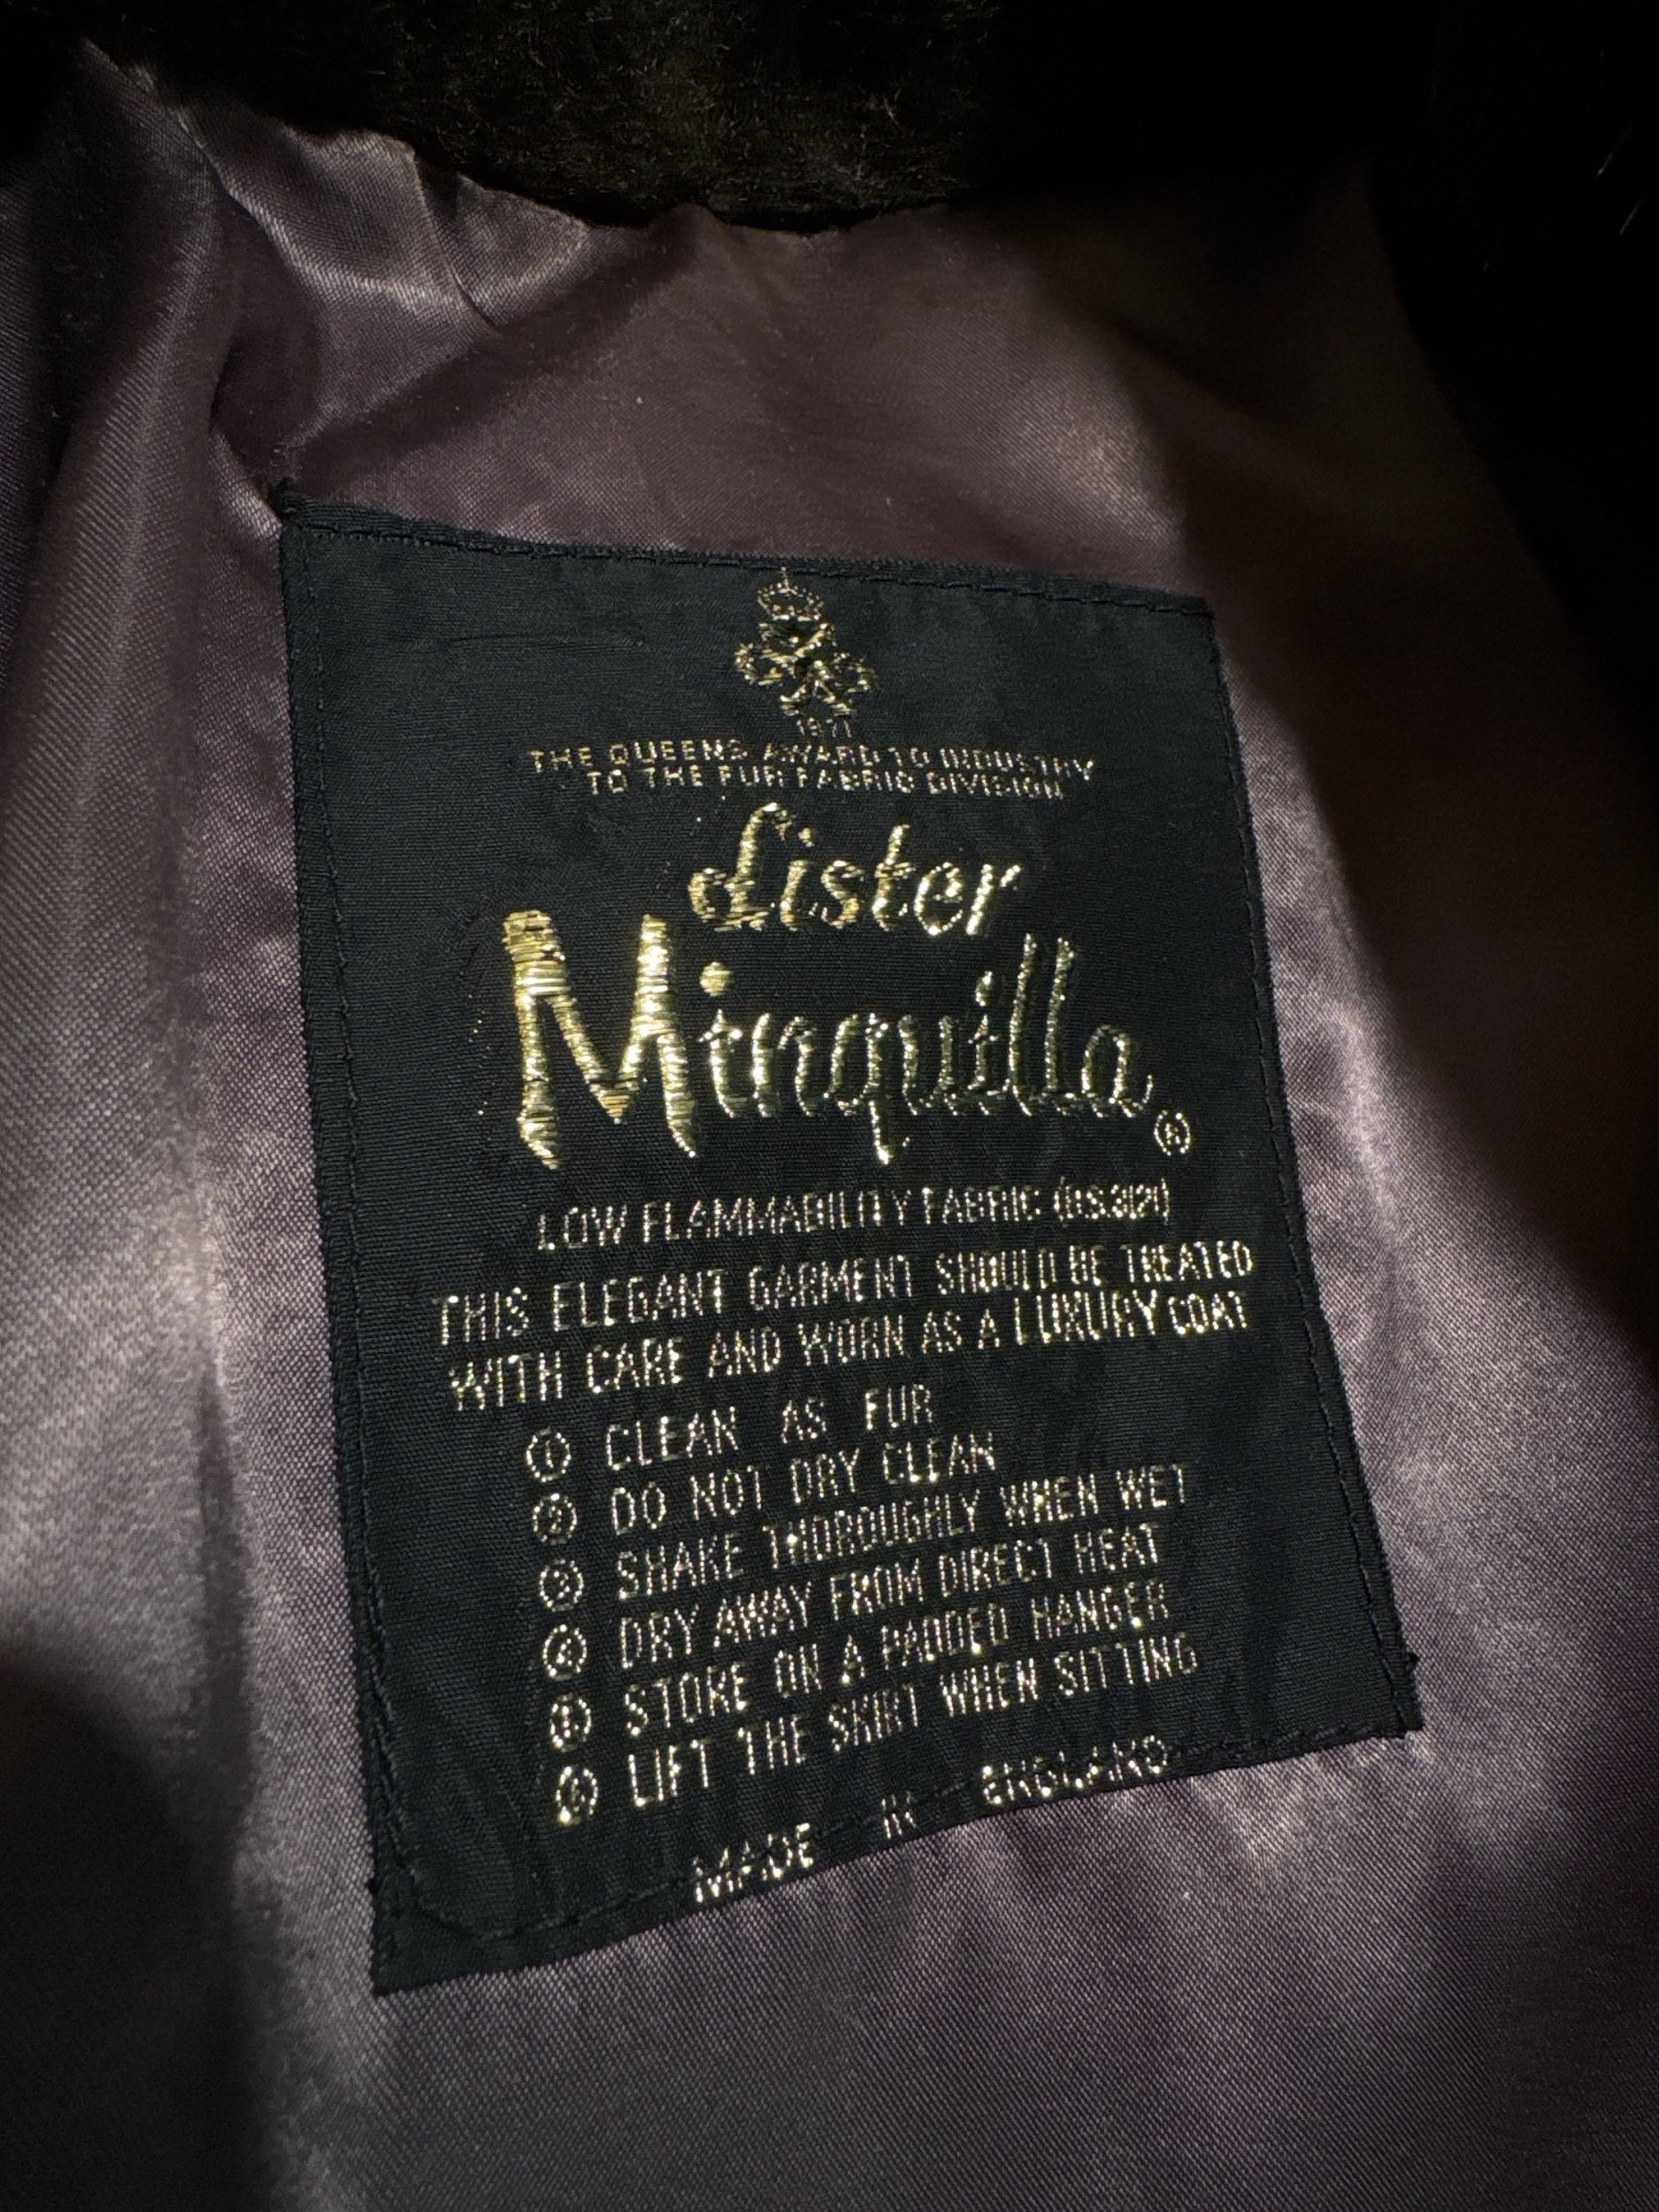 1971
THE QUEENS AWARD TO INDUSTRY
TO THE FUR FABRIC DIVISION
Lister
Minquilla ®
LOW FLAMMABILITY FABRIC (B.S.3121)
THIS ELEGANT GARMENT SHOULD BE TREATED
WITH CARE AND WORN AS A LUXURY COAT
① CLEAN AS FUR
② DO NOT DRY CLEAN
③ SHAKE THOROUGHLY WHEN WET
④ DRY AWAY FROM DIRECT HEAT
⑤ STORE ON A PADDED HANGER
⑥ LIFT THE SKIRT WHEN SITTING
MADE IN ENGLAND